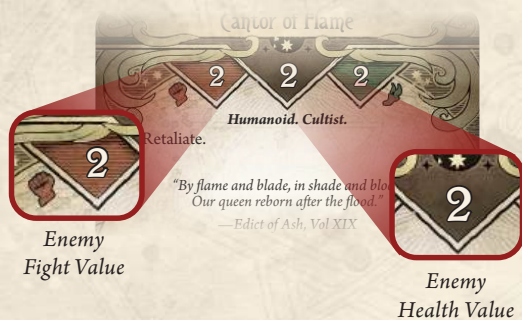 Cantor of Flame
2 2 2
Humanoid. Cultist.
Retaliate.
"By flame and blade, in shade and
Our queen reborn after the flood."
—Edict of Ash, Vol XIX
2
Enemy
Fight Value
2
Enemy
Health Value